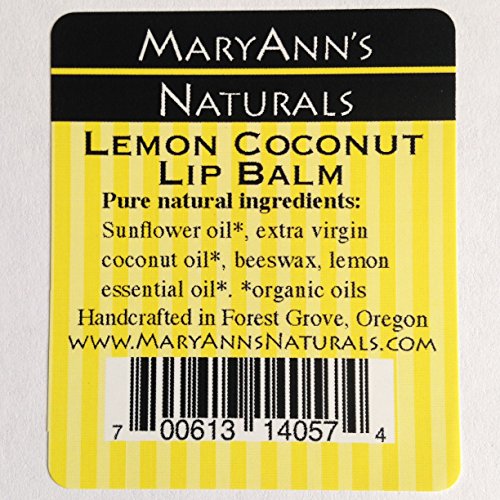 MaryAnn's
Naturals
Lemon Coconut
Lip Balm
Pure natural ingredients:
Sunflower oil*, extra virgin
coconut oil*, beeswax, lemon
essential oil*. *organic oils
Handcrafted in Forest Grove, Oregon
www.MaryAnnsNaturals.com
7 00613 14057 4